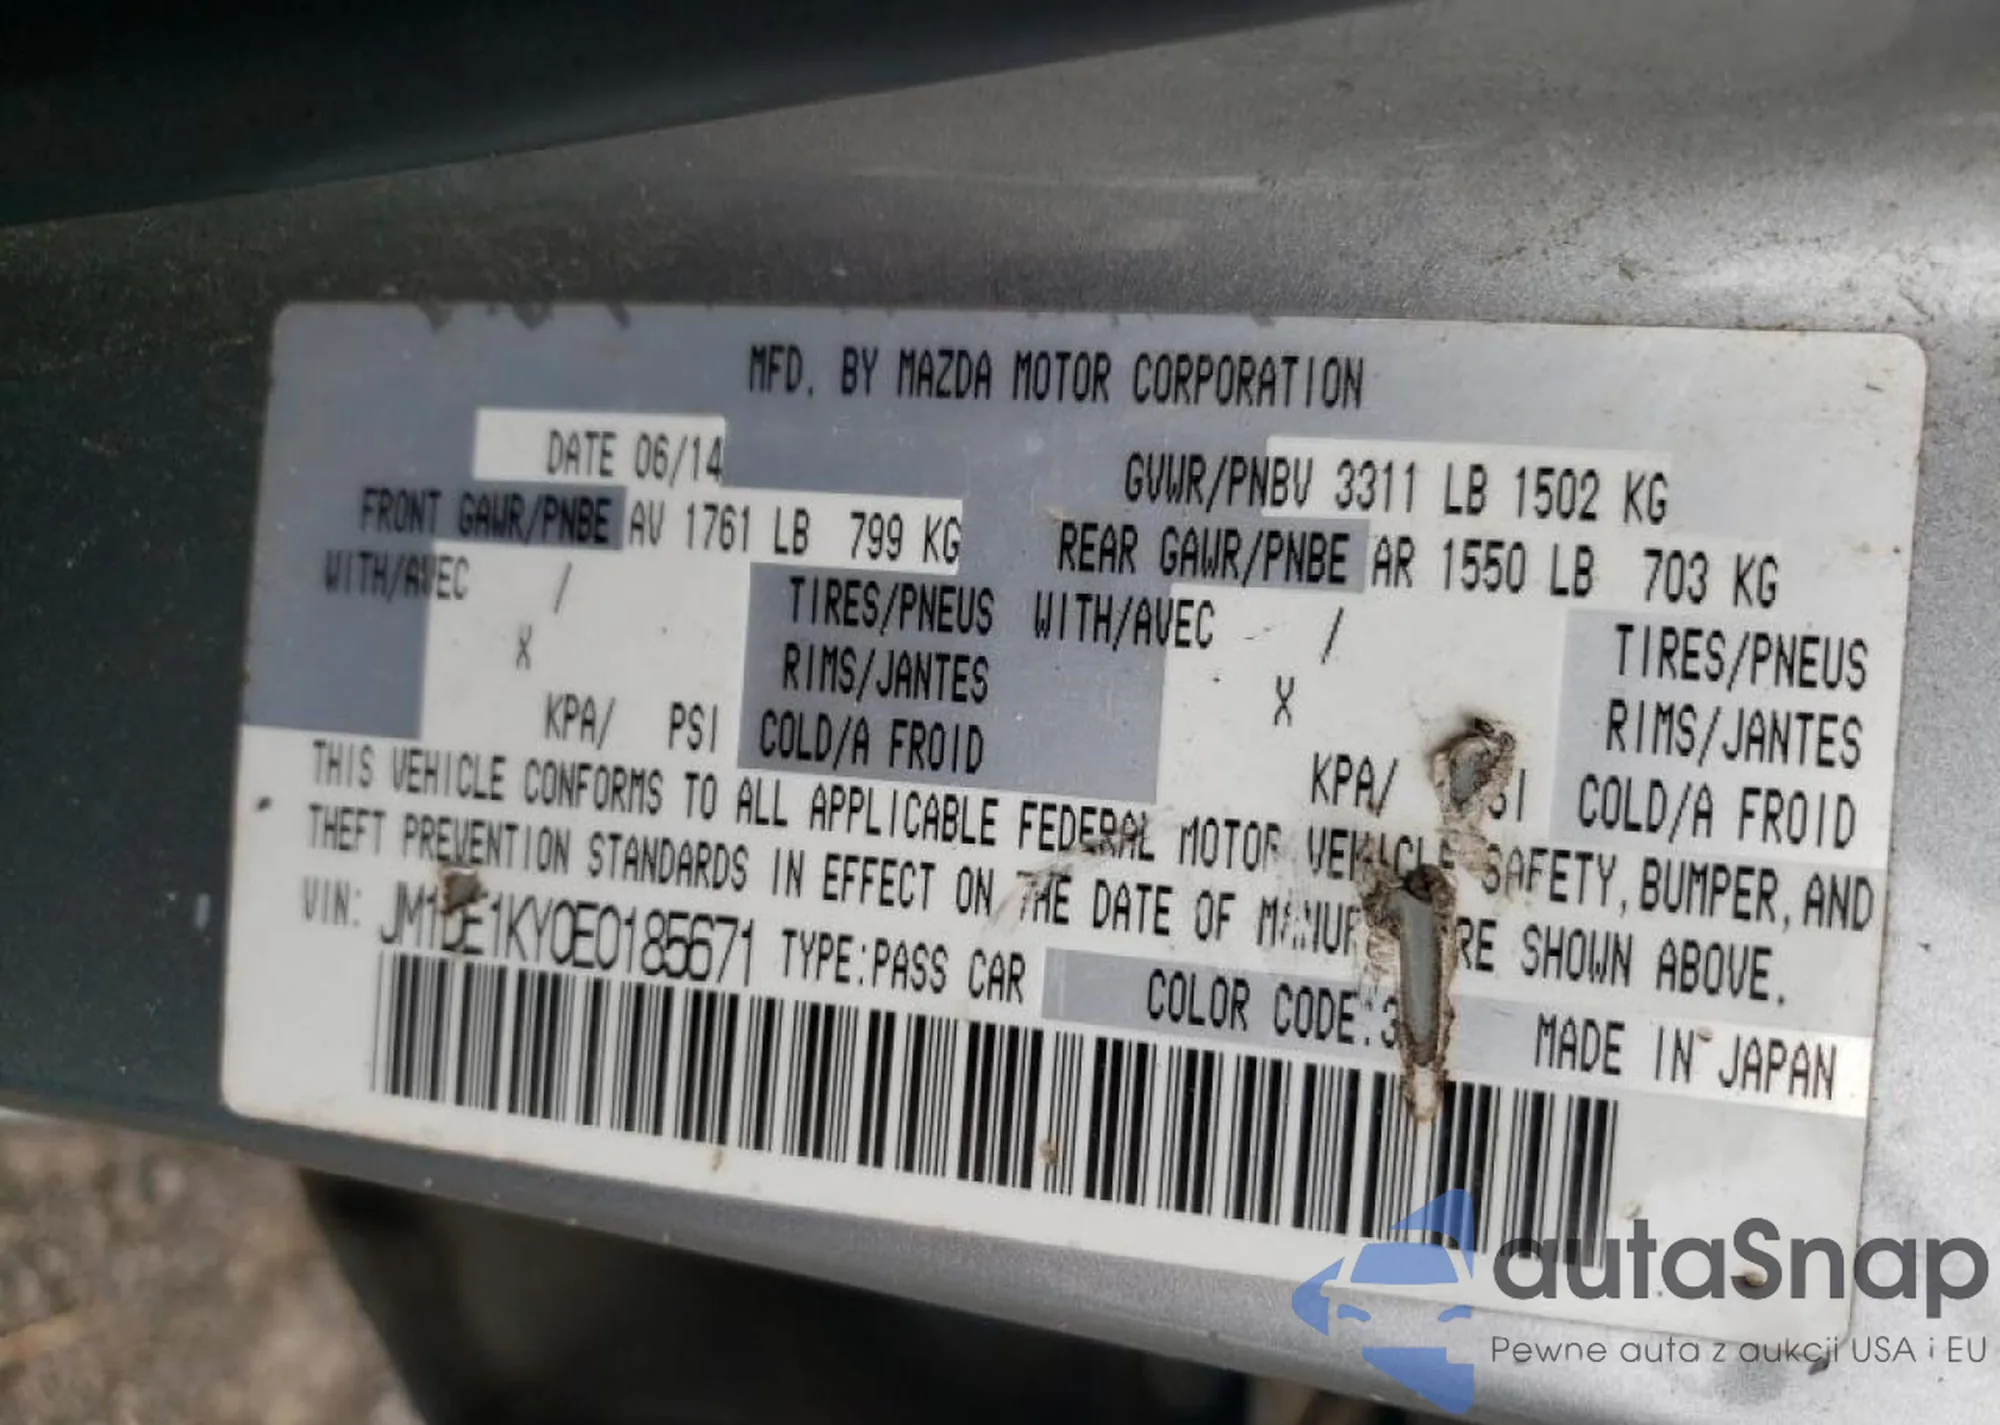 MFD. BY MAZDA MOTOR CORPORATION
DATE 06/14
GVWR/PNBV 3311 LB 1502 KG
FRONT GAWR/PNBE AV 1761 LB 799 KG
REAR GAWR/PNBE AR 1550 LB 703 KG
WITH/AVEC / TIRES/PNEUS
WITH/AVEC / TIRES/PNEUS
X RIMS/JANTES
X RIMS/JANTES
KPA/ PSI COLD/A FROID
KPA/ SI COLD/A FROID
THIS VEHICLE CONFORMS TO ALL APPLICABLE FEDERAL MOTOR VEHICLE SAFETY, BUMPER, AND
THEFT PREVENTION STANDARDS IN EFFECT ON THE DATE OF SHOWN ABOVE.
VIN: JM1DE1KY0E0185671 TYPE:PASS CAR
COLOR CODE:3
MADE IN JAPAN
autaSnap
Pewne auta z aukcji USA i EU